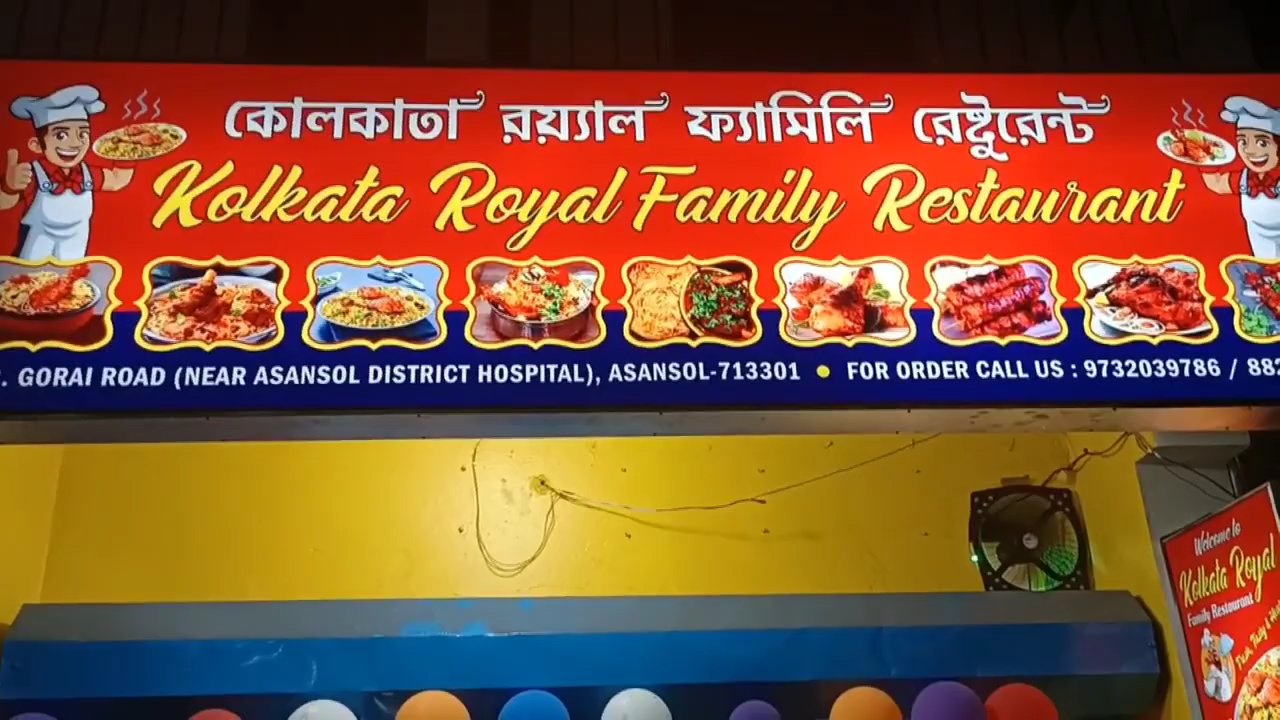 কোলকাতা রয়্যাল ফ্যামিলি রেষ্টুরেন্ট
Kolkata Royal Family Restaurant
. GORAI ROAD (NEAR ASANSOL DISTRICT HOSPITAL), ASANSOL-713301 ● FOR ORDER CALL US : 9732039786 / 882
Welcome to
Kolkata Royal
Family Restaurant